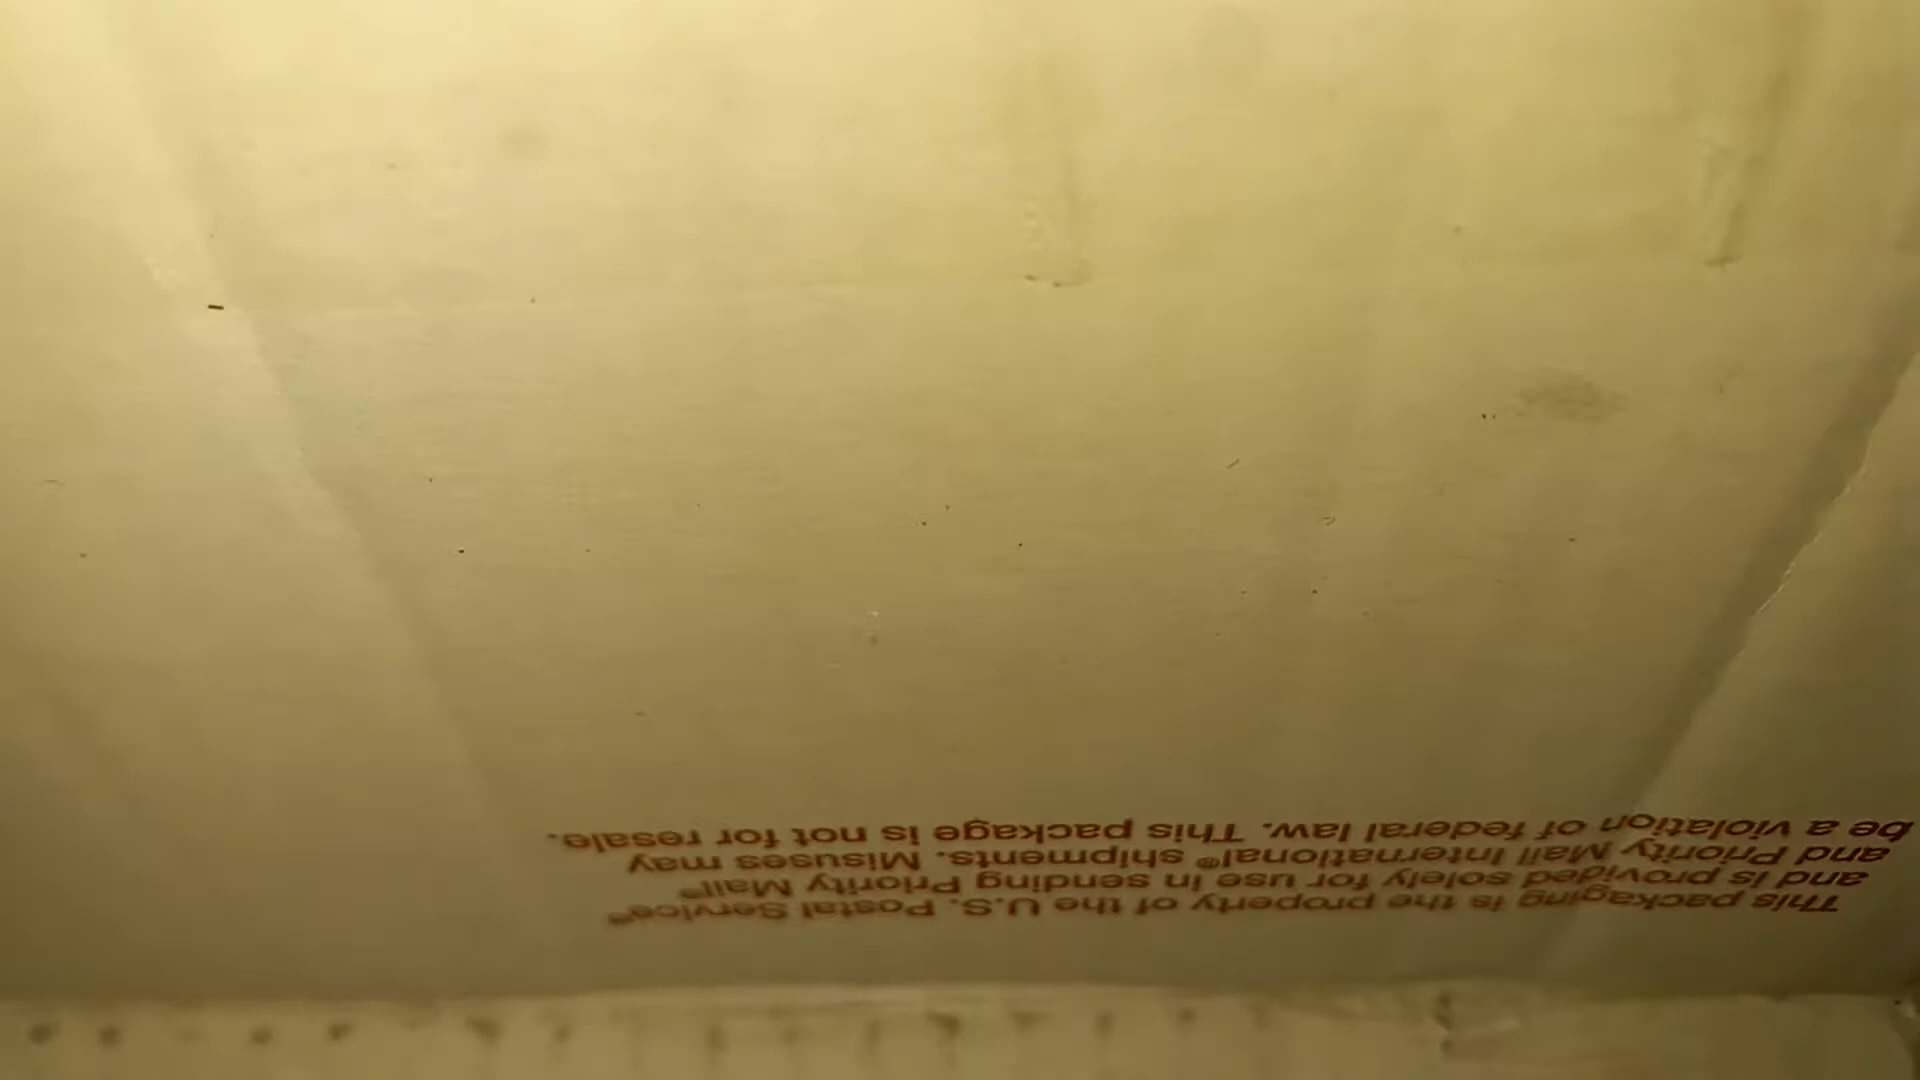 This packaging is the property of the U.S. Postal Service®
and is provided solely for use in sending Priority Mail®
and Priority Mail International® shipments. Misuses may
be a violation of federal law. This package is not for resale.